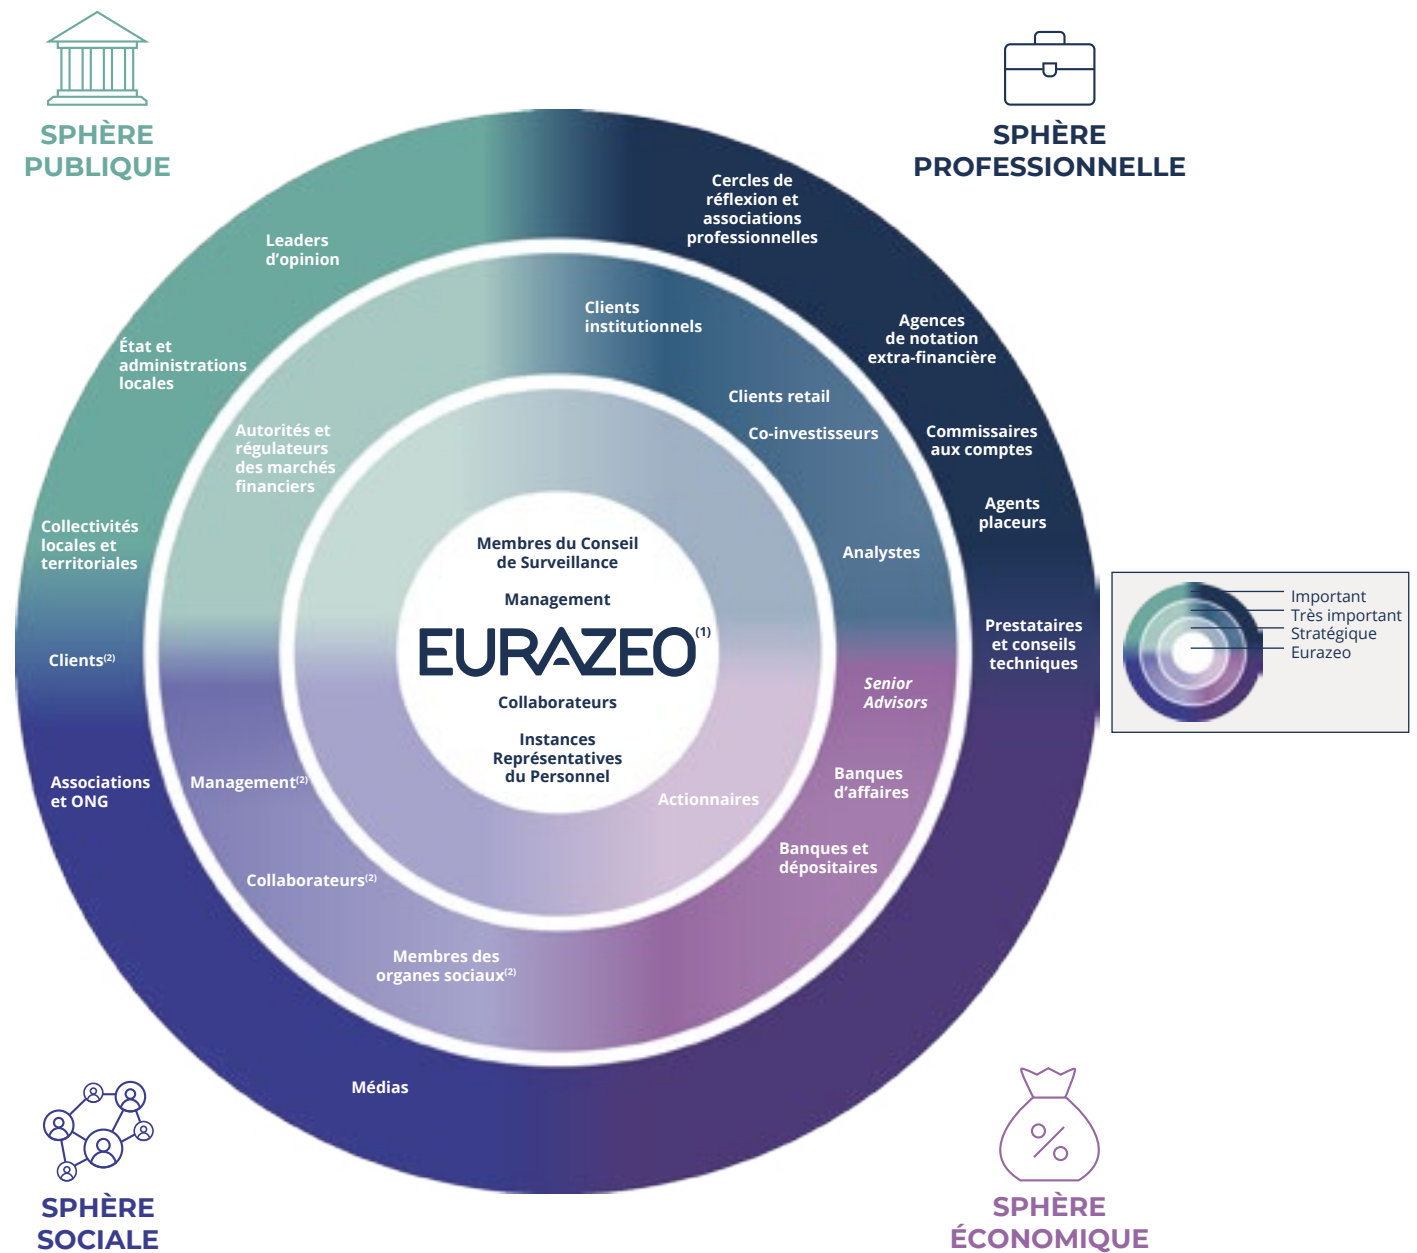 SPHÈRE
PUBLIQUE
SPHÈRE
PROFESSIONNELLE
Cercles de
réflexion et
associations
professionnelles
Leaders
d’opinion
Clients
institutionnels
Agences
de notation
extra-financière
État et
administrations
locales
Clients retail
Co-investisseurs
Autorités et
régulateurs
des marchés
financiers
Commissaires
aux comptes
Agents
placeurs
Collectivités
locales et
territoriales
Membres du Conseil
de Surveillance
Management
EURAZEO(1)
Collaborateurs
Instances
Représentatives
du Personnel
Analystes
Prestataires
et conseils
techniques
Clients(2)
Senior
Advisors
Associations
et ONG
Management(2)
Actionnaires
Banques
d’affaires
Banques et
dépositaires
Collaborateurs(2)
Membres des
organes sociaux(2)
Médias
Important
Très important
Stratégique
Eurazeo
SPHÈRE
SOCIALE
%
SPHÈRE
ÉCONOMIQUE